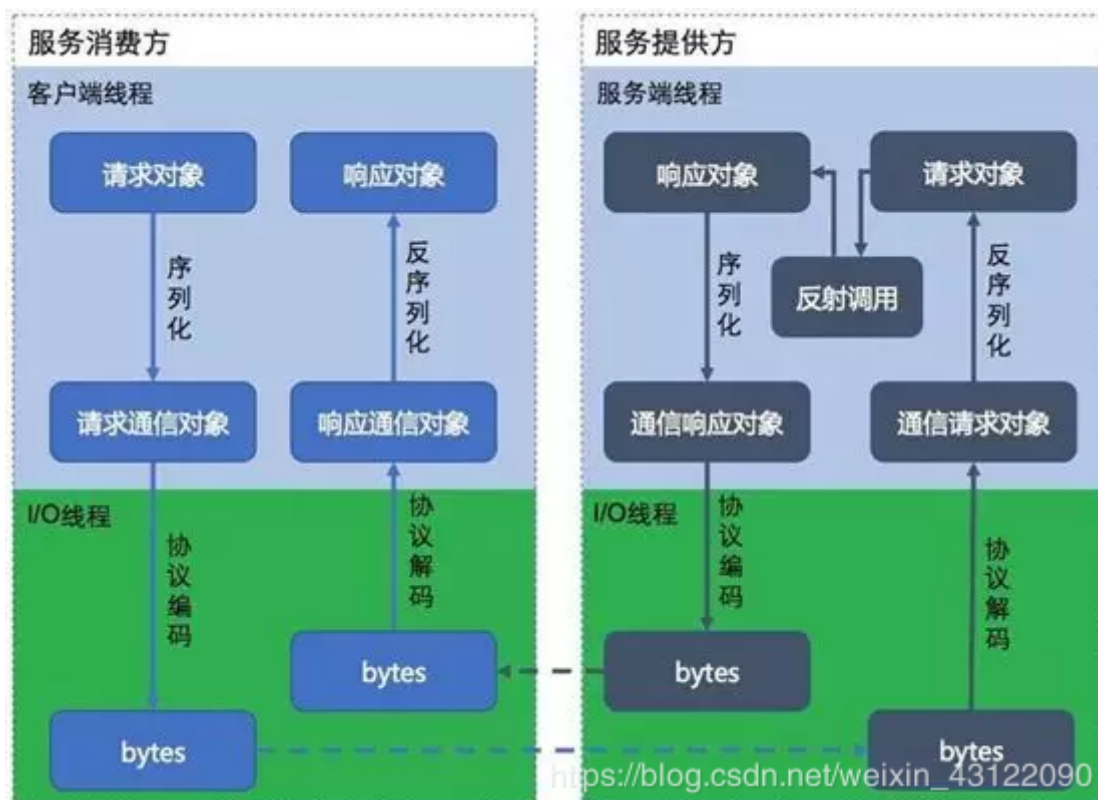 服务消费方
客户端线程
请求对象
响应对象
序列化
反序列化
请求通信对象
响应通信对象
I/O线程
协议编码
协议解码
bytes
bytes
服务提供方
服务端线程
响应对象
请求对象
反射调用
序列化
反序列化
通信响应对象
通信请求对象
I/O线程
协议编码
协议解码
bytes
bytes
https://blog.csdn.net/weixin_43122090